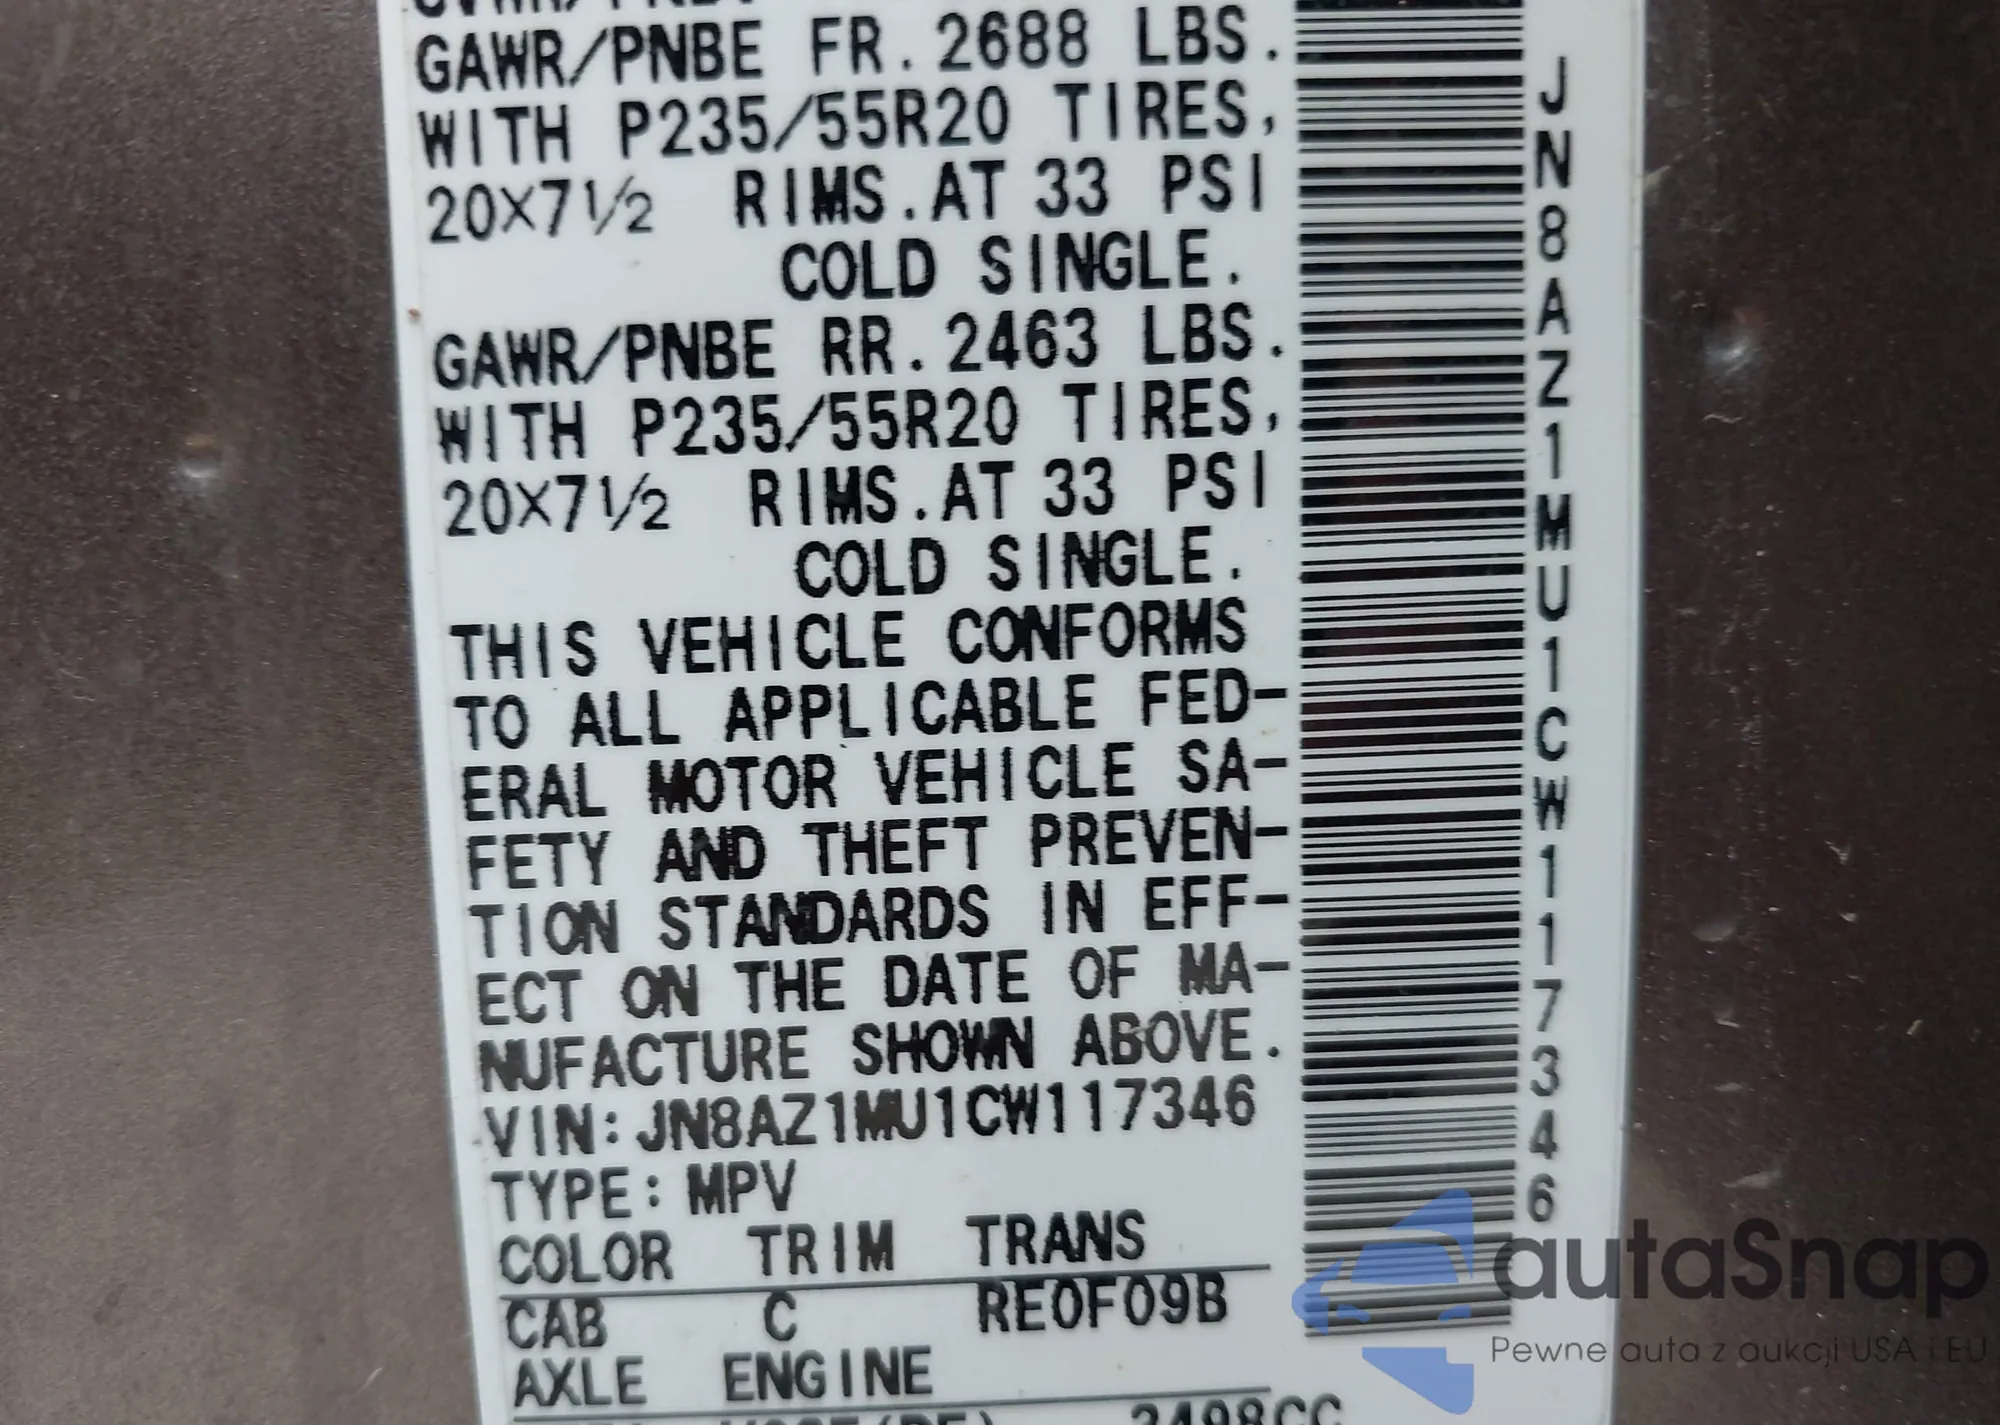 GAWR/PNBE FR. 2688 LBS.
WITH P235/55R20 TIRES,
20X7½ RIMS.AT 33 PSI
COLD SINGLE.
GAWR/PNBE RR. 2463 LBS.
WITH P235/55R20 TIRES,
20X7½ RIMS.AT 33 PSI
COLD SINGLE.
THIS VEHICLE CONFORMS
TO ALL APPLICABLE FED-
ERAL MOTOR VEHICLE SA-
FETY AND THEFT PREVEN-
TION STANDARDS IN EFF-
ECT ON THE DATE OF MA-
NUFACTURE SHOWN ABOVE.
VIN: JN8AZ1MU1CW117346
TYPE: MPV
COLOR TRIM TRANS
CAB C RE0F09B
AXLE ENGINE
3498CC
JN8AZ1MU1CW117346
autaSnap
Pewne auta z aukcji USA i EU